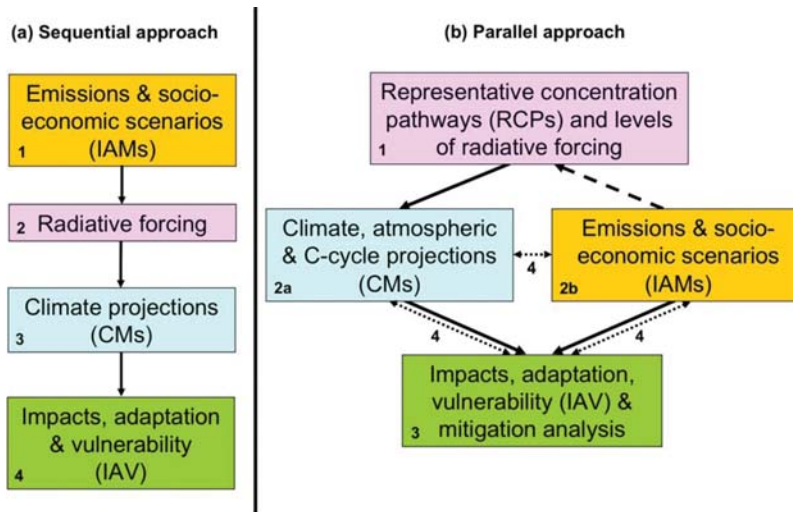 (a) Sequential approach
Emissions & socio-
economic scenarios
(IAMs)
1
2 Radiative forcing
Climate projections
(CMs)
3
Impacts, adaptation
& vulnerability
(IAV)
4
(b) Parallel approach
Representative concentration
pathways (RCPs) and levels
of radiative forcing
1
Climate, atmospheric
& C-cycle projections
(CMs)
2a
4
Emissions & socio-
economic scenarios
(IAMs)
2b
4
4
Impacts, adaptation,
vulnerability (IAV) &
mitigation analysis
3